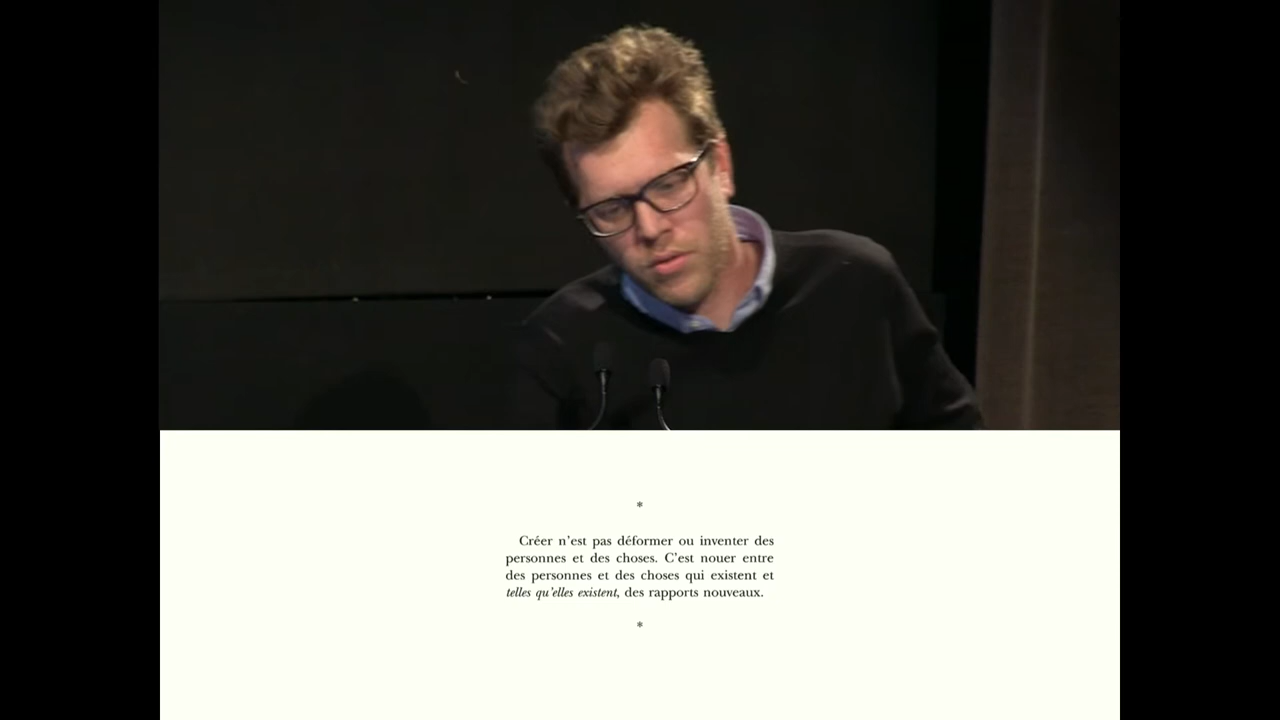 *
Créer n'est pas déformer ou inventer des
personnes et des choses. C'est nouer entre
des personnes et des choses qui existent et
telles qu'elles existent, des rapports nouveaux.
*